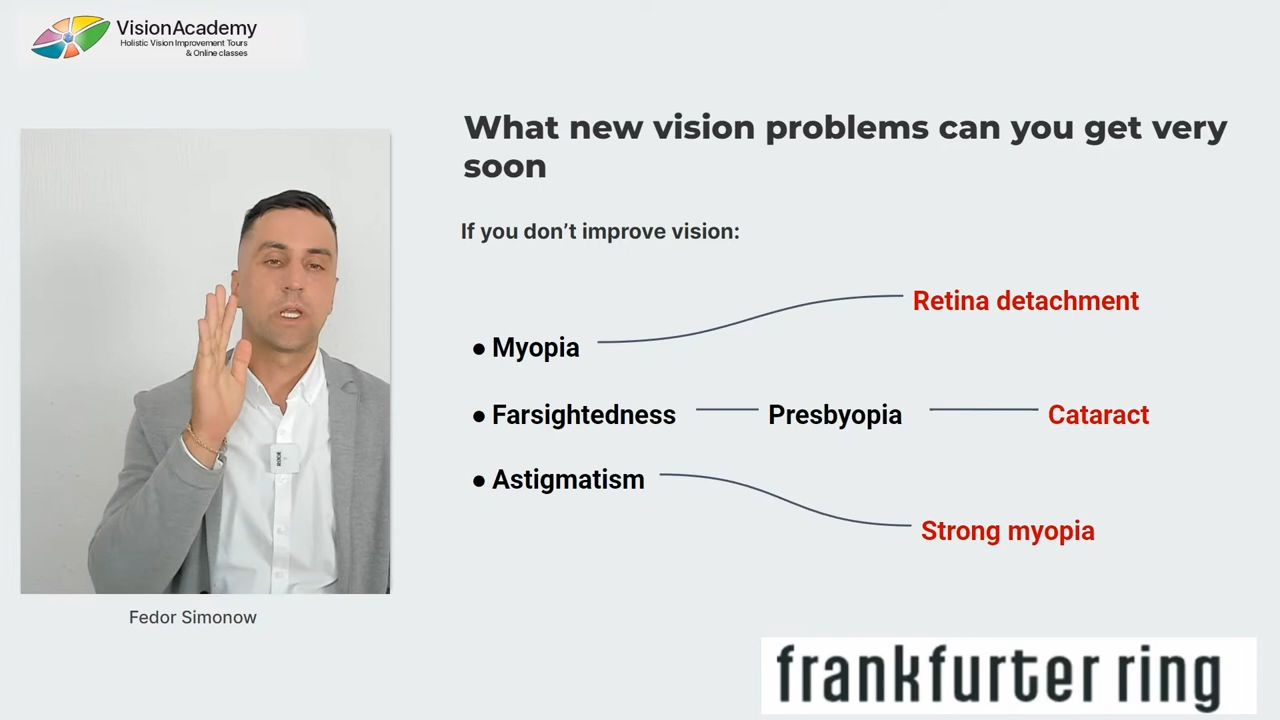 VisionAcademy
Holistic Vision Improvement Tours
& Online classes
What new vision problems can you get very
soon
If you don’t improve vision:
Retina detachment
● Myopia
● Farsightedness Presbyopia Cataract
● Astigmatism
Strong myopia
RØDE
Fedor Simonow
frankfurter ring